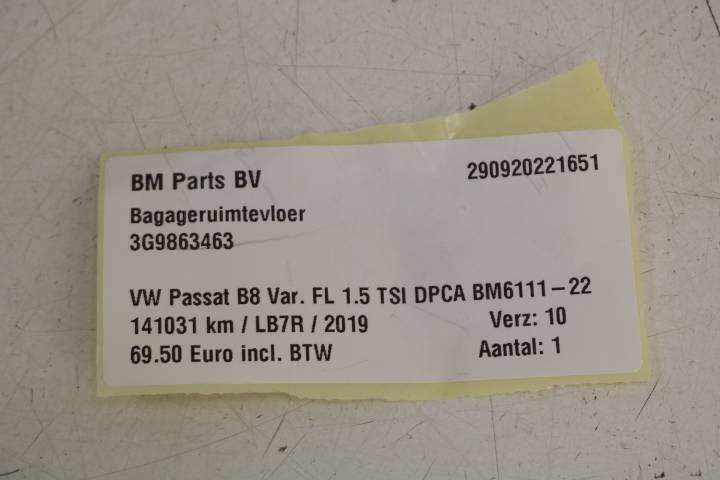 BM Parts BV 290920221651
Bagageruimtevloer
3G9863463
VW Passat B8 Var. FL 1.5 TSI DPCA BM6111-22
141031 km / LB7R / 2019 Verz: 10
69.50 Euro incl. BTW Aantal: 1